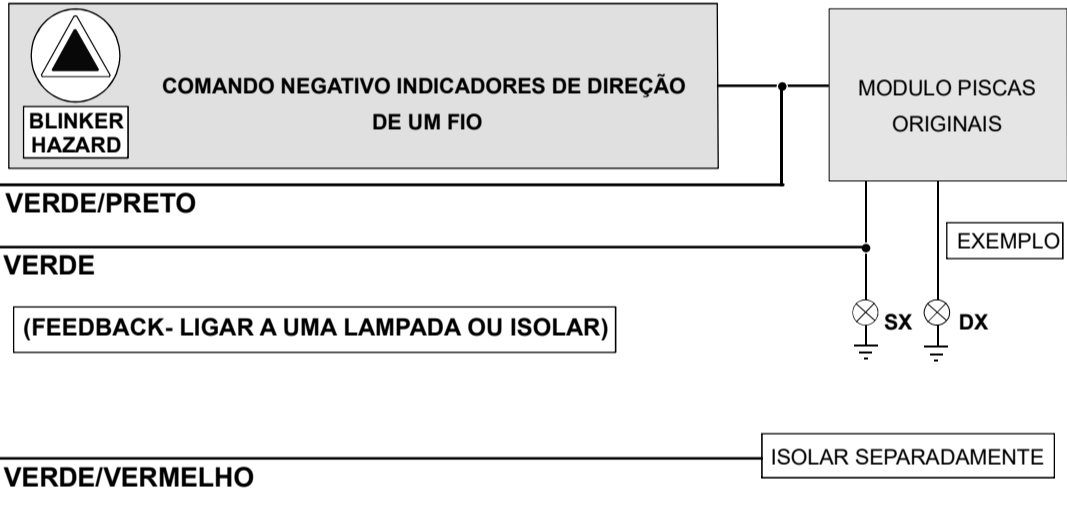 COMANDO NEGATIVO INDICADORES DE DIREÇÃO
DE UM FIO
BLINKER
HAZARD
MODULO PISCAS
ORIGINAIS
VERDE/PRETO
VERDE
EXEMPLO
(FEEDBACK- LIGAR A UMA LAMPADA OU ISOLAR)
SX
DX
ISOLAR SEPARADAMENTE
VERDE/VERMELHO